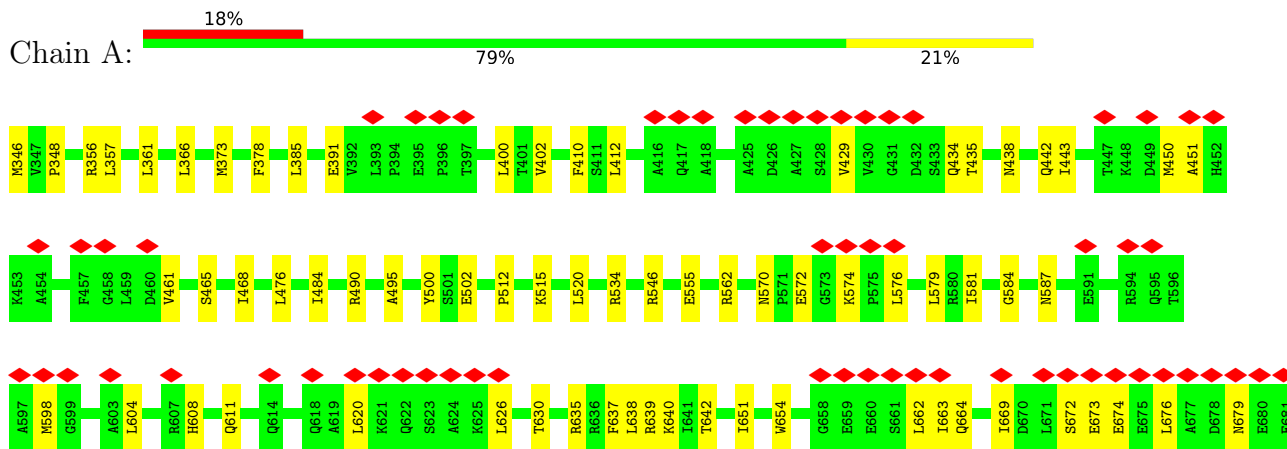 18%
Chain A:
79% 21%
M346 V347 P348 R356 L357 L361 L366 M373 F378 L385 E391 V392 L393 P394 E395 P396 T397 L400 T401 V402 F410 S411 L412 A416 Q417 A418 A425 D426 A427 S428 V429 V430 G431 D432 S433 Q434 T435 N438 Q442 I443 T447 K448 D449 M450 A451 H452
K453 A454 F457 G458 L459 D460 V461 S465 I468 L476 I484 R490 A495 Y500 S501 E502 P512 K515 L520 R534 R546 E555 R562 N570 P571 E572 G573 K574 P575 L576 L579 R580 I581 G584 N587 E591 R594 Q595 T596
A597 M598 G599 A603 L604 R607 H608 Q611 Q614 Q618 A619 L620 K621 Q622 S623 A624 K625 L626 T630 R635 R636 F637 L638 R639 K640 I641 T642 I651 W654 G658 E659 E660 S661 L662 I663 Q664 I669 D670 L671 S672 E673 E674 E675 L676 A677 D678 N679 E680